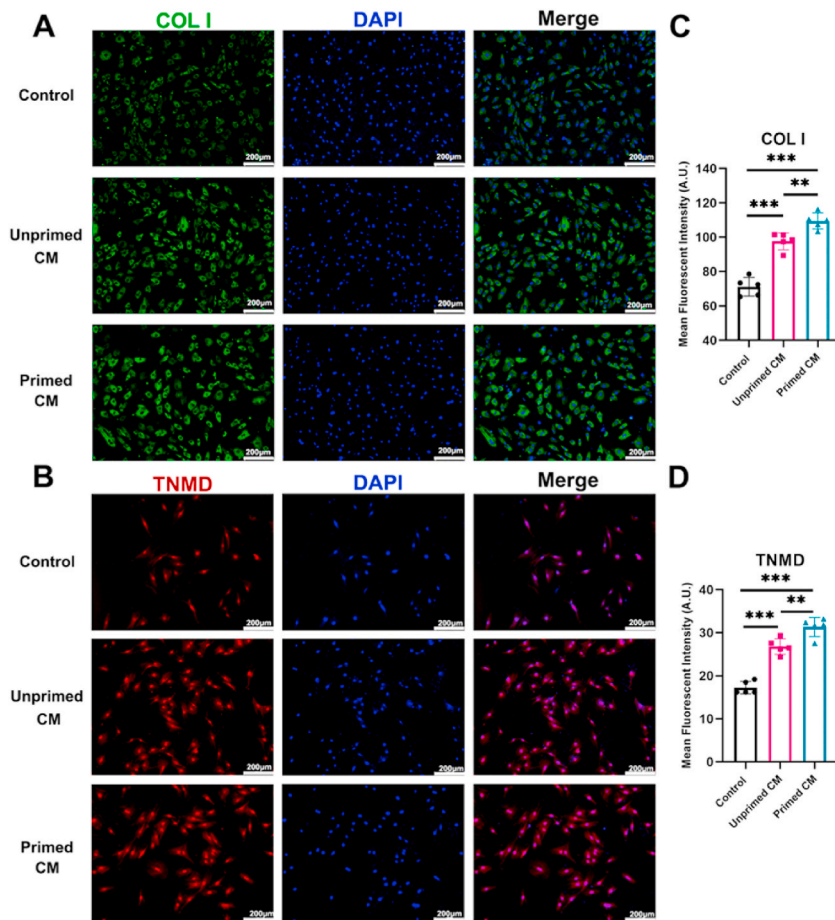 A
COL I DAPI Merge
Control
200μm 200μm 200μm
Unprimed
CM
200μm 200μm 200μm
Primed
CM
200μm 200μm 200μm
B
TNMD DAPI Merge
Control
200μm 200μm 200μm
Unprimed
CM
200μm 200μm 200μm
Primed
CM
200μm 200μm 200μm
C
COL I
Mean Fluorescent Intensity (A.U.)
140
120
100
80
60
40
***
***
**
Control Unprimed CM Primed CM
D
TNMD
Mean Fluorescent Intensity (A.U.)
40
30
20
10
0
***
***
**
Control Unprimed CM Primed CM